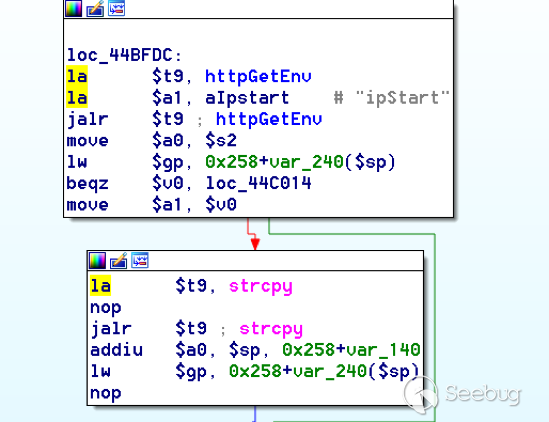 loc_44BFDC:
la $t9, httpGetEnv
la $a1, aIpstart # "ipStart"
jalr $t9 ; httpGetEnv
move $a0, $s2
lw $gp, 0x258+var_240($sp)
beqz $v0, loc_44C014
move $a1, $v0
la $t9, strcpy
nop
jalr $t9 ; strcpy
addiu $a0, $sp, 0x258+var_140
lw $gp, 0x258+var_240($sp)
nop
Seebug